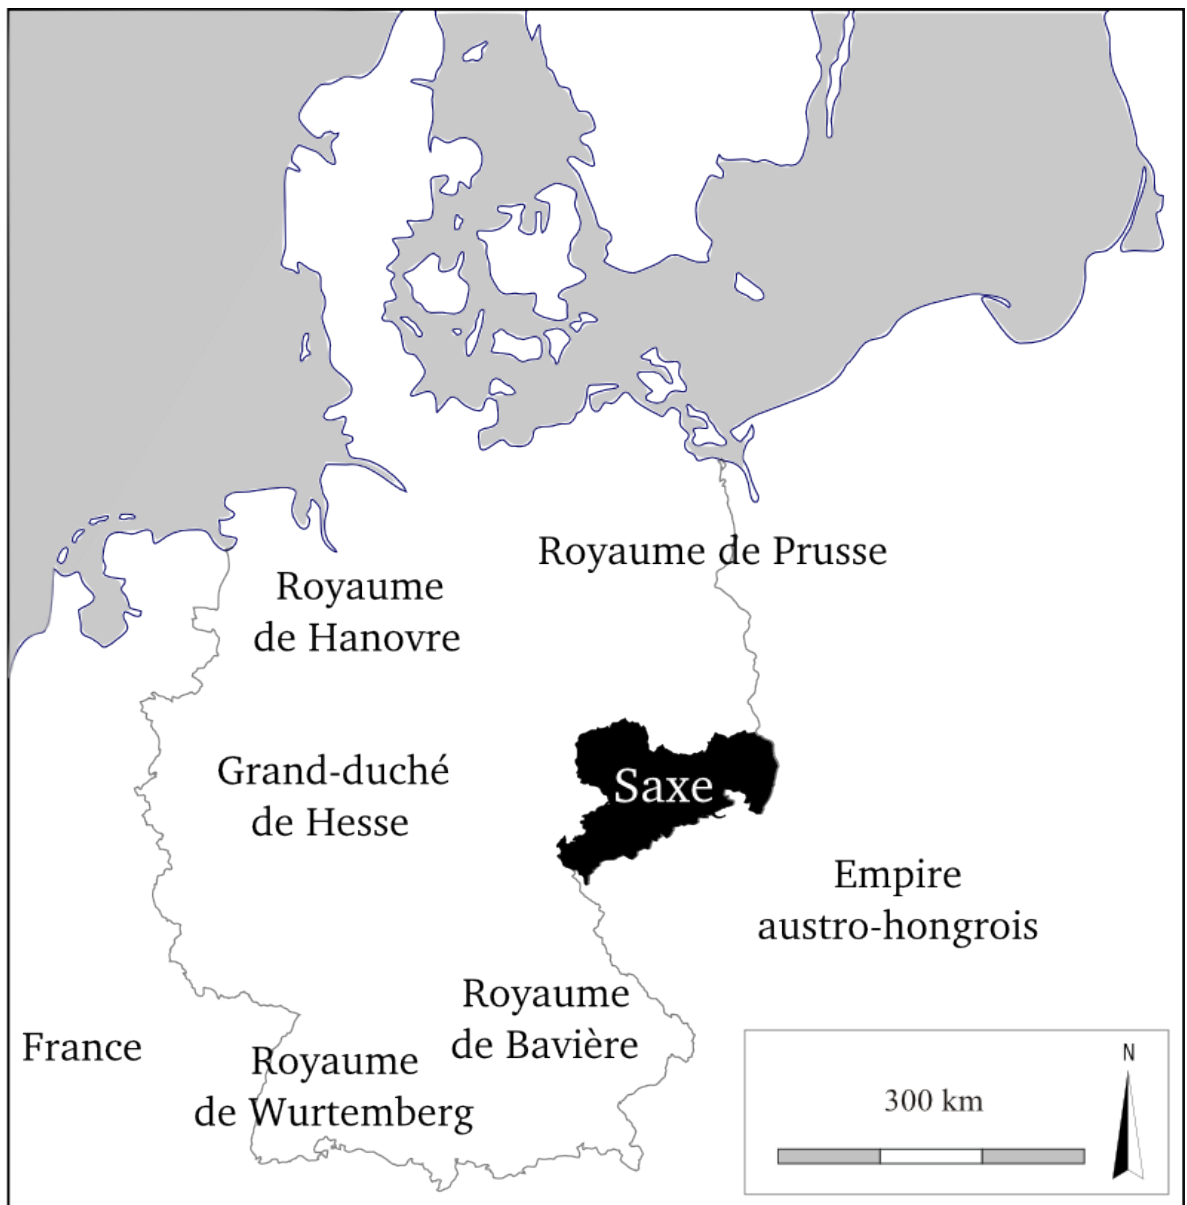 Royaume de Prusse
Royaume
de Hanovre
Grand-duché
de Hesse
Saxe
Empire
austro-hongrois
Royaume
de Bavière
France
Royaume
de Wurtemberg
N
300 km